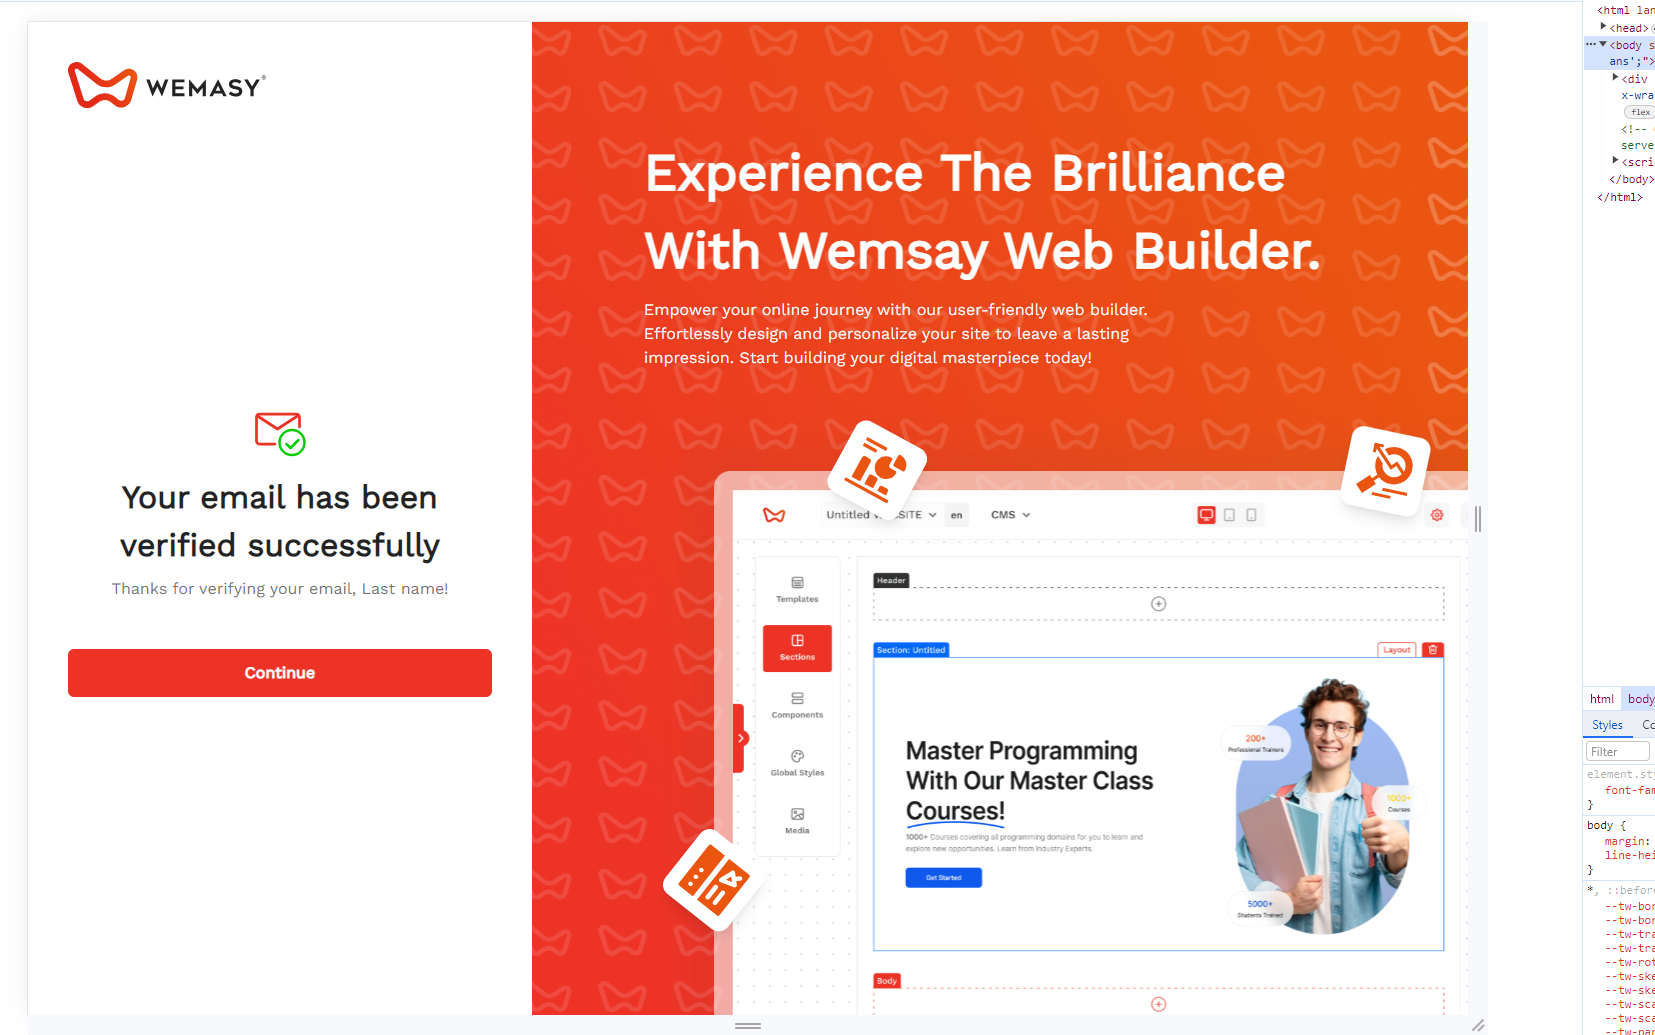 WEMASY®
Your email has been
verified successfully
Thanks for verifying your email, Last name!
Continue
Experience The Brilliance
With Wemsay Web Builder.
Empower your online journey with our user-friendly web builder.
Effortlessly design and personalize your site to leave a lasting
impression. Start building your digital masterpiece today!
Untitled
SITE
en
CMS
Templates
Sections
Components
Global Styles
Media
Header
Section: Untitled
Layout
Master Programming
With Our Master Class
Courses!
1000+ Courses covering all programming domains for you to learn and
explore new opportunities. Learn from Industry Experts.
Get Started
200+
Professional Trainers
1000+
Courses
5000+
Students Trained
Body
<html lan
<head>
<body s
ans';">
<div
x-wra
flex
<!--
serve
<scri
</body>
</html>
html body
Styles Co
Filter
element.sty
font-fam
}
body {
margin:
line-hei
}
*, ::befor
--tw-bor
--tw-bor
--tw-tra
--tw-tra
--tw-rot
--tw-ske
--tw-ske
--tw-sca
--tw-sca
--tw-pan